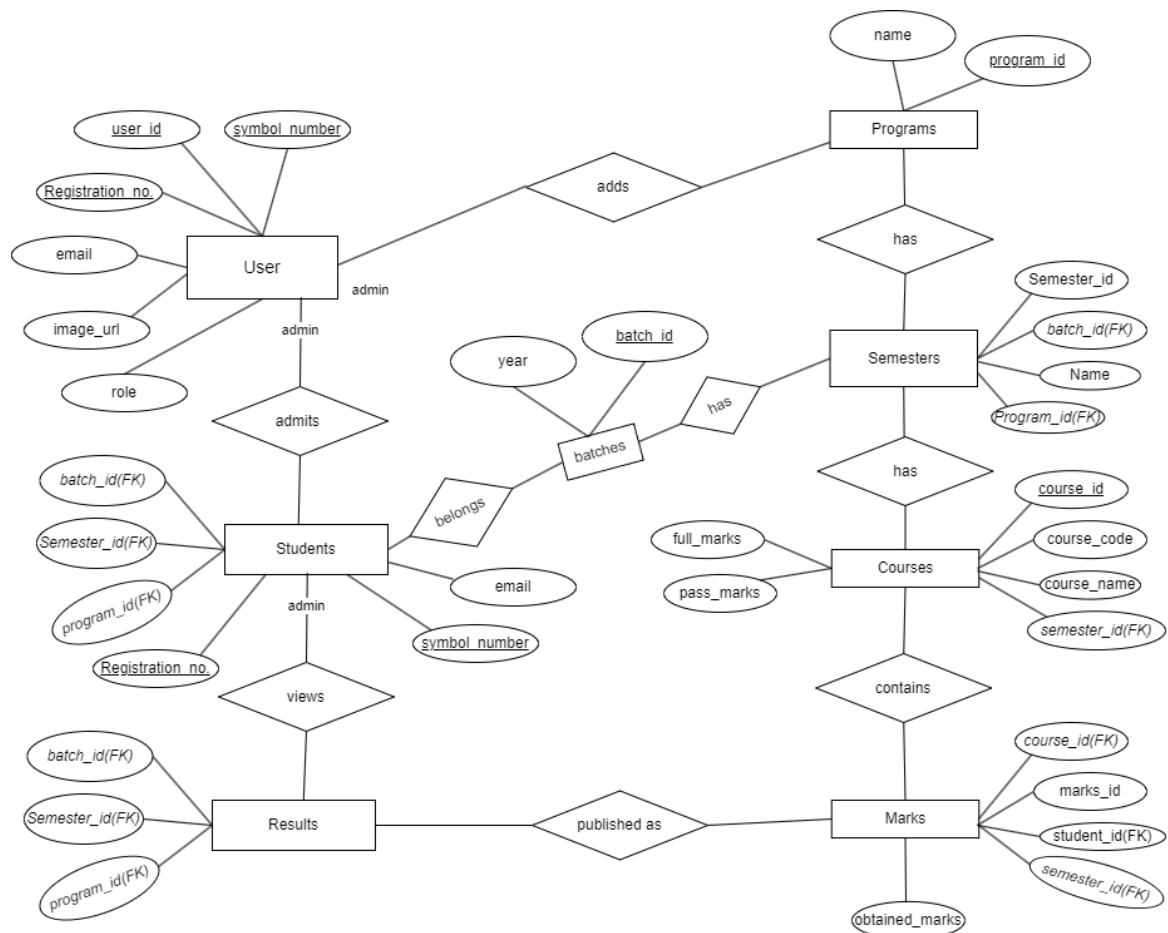 name
program_id
Programs
user_id
symbol_number
adds
Registration_no.
has
email
User
admin
Semester_id
image_url
admin
batch_id
batch_id(FK)
year
Semesters
role
has
Name
admits
Program_id(FK)
batches
batch_id(FK)
has
belongs
course_id
Semester_id(FK)
Students
full_marks
course_code
email
Courses
program_id(FK)
admin
pass_marks
course_name
Registration_no.
symbol_number
semester_id(FK)
views
contains
batch_id(FK)
course_id(FK)
marks_id
Semester_id(FK)
Results
published as
Marks
student_id(FK)
program_id(FK)
semester_id(FK)
obtained_marks